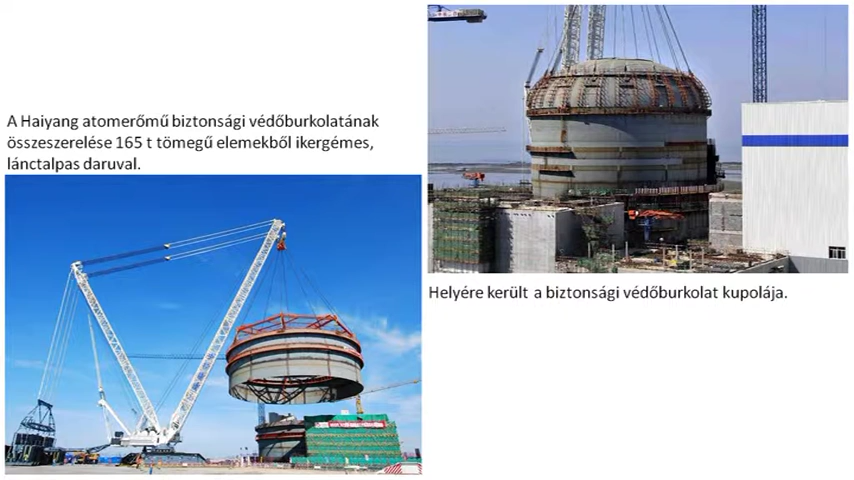 A Haiyang atomerőmű biztonsági védőburkolatának
összeszerelése 165 t tömegű elemekből ikergémes,
lánctalpas daruval.
Helyére került a biztonsági védőburkolat kupolája.